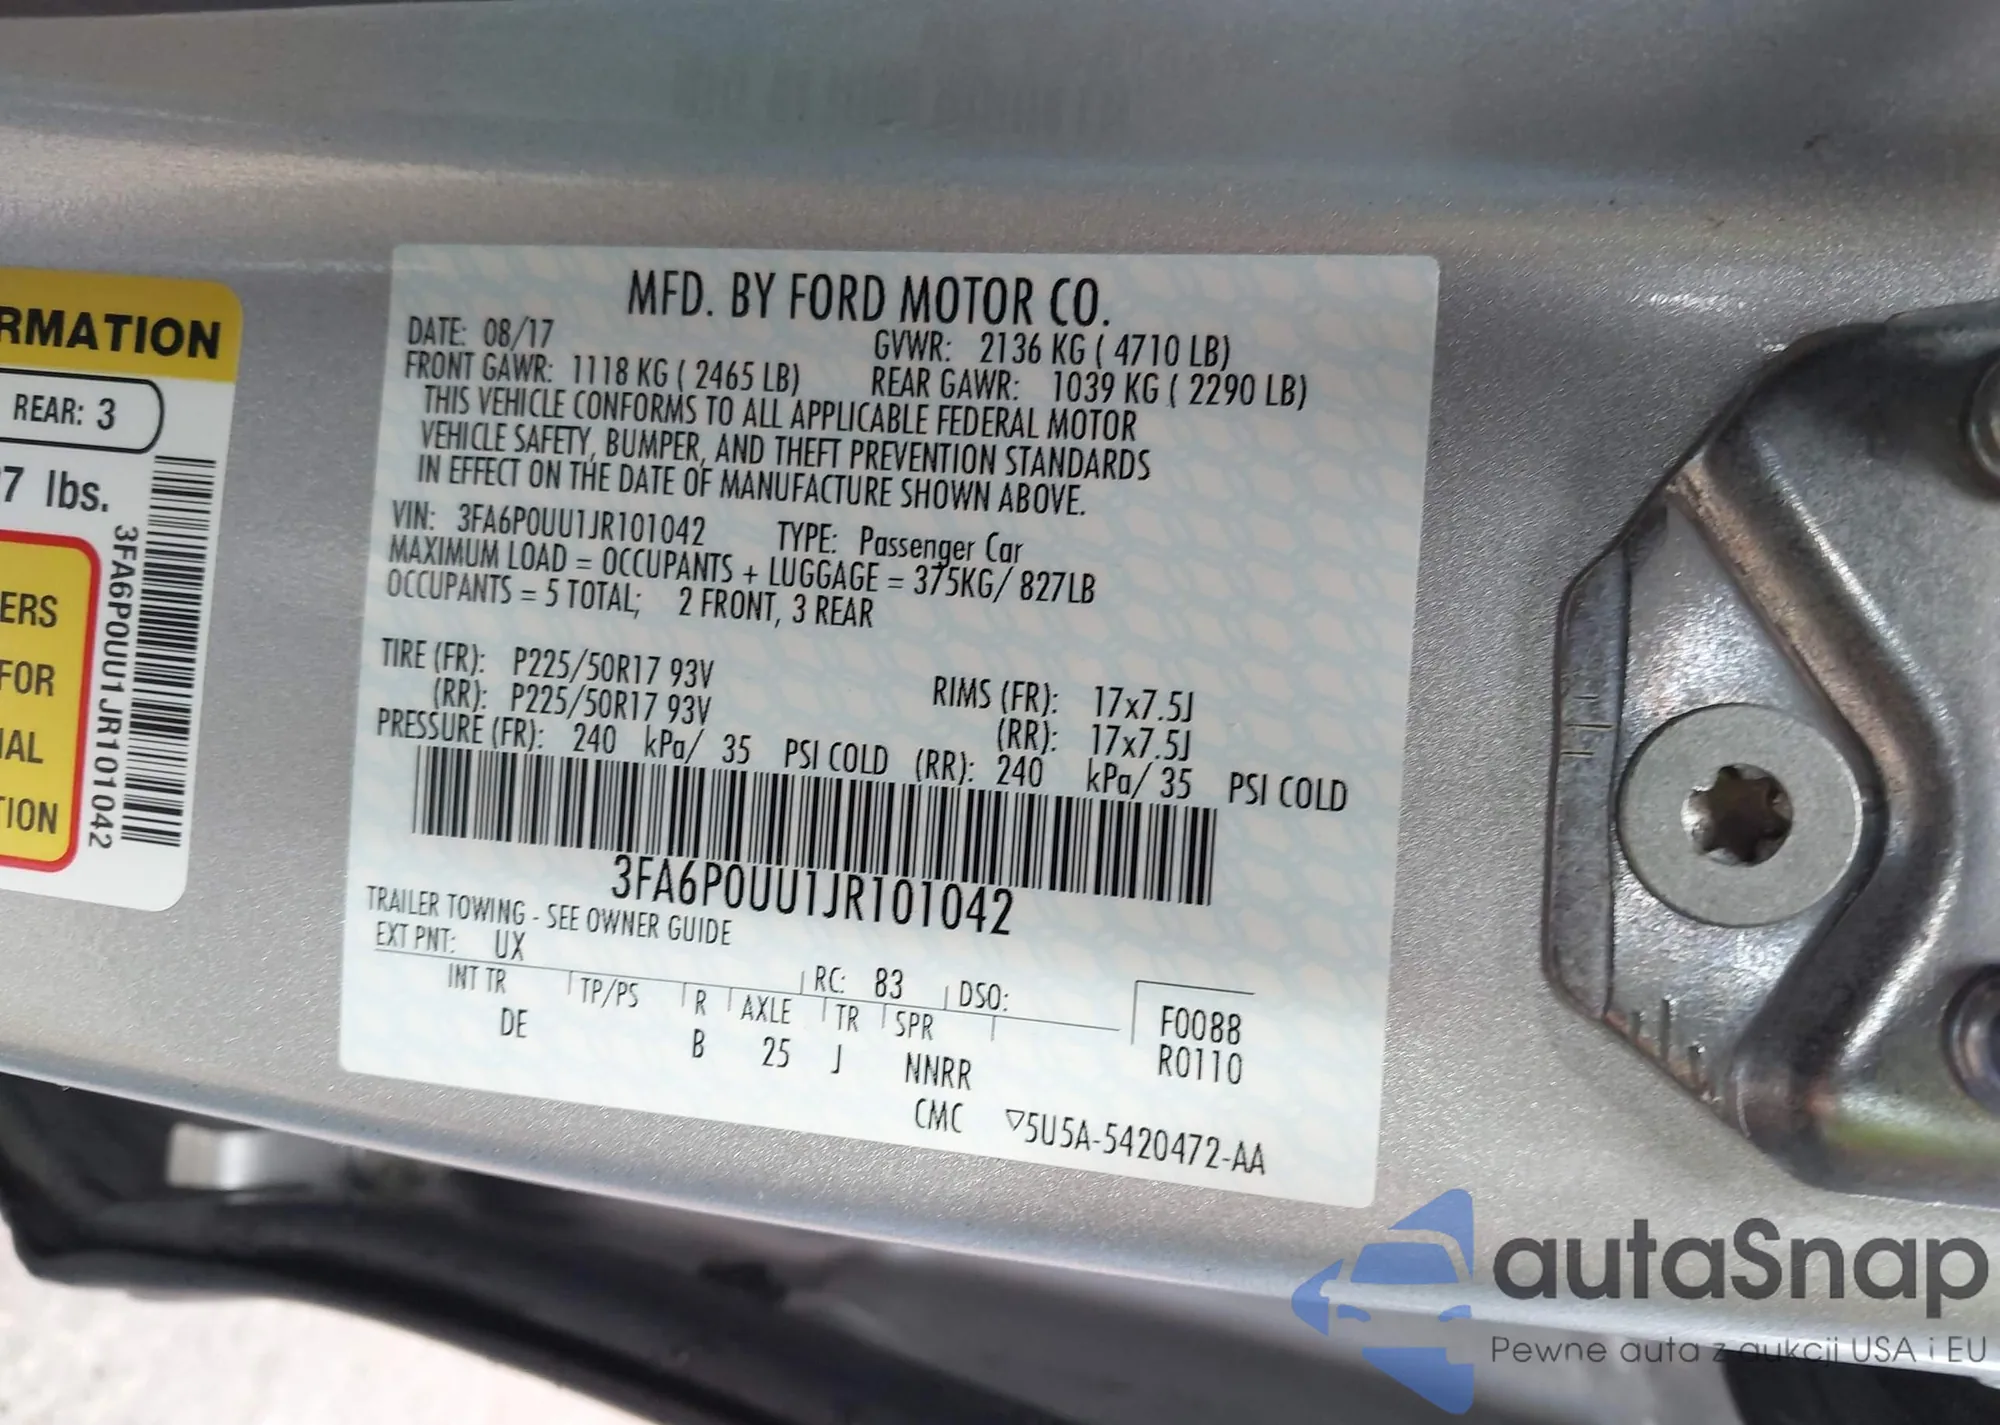 RMATION
REAR: 3
7 lbs.
ERS
FOR
IAL
TION
3FA6P0UU1JR101042
MFD. BY FORD MOTOR CO.
DATE: 08/17 GVWR: 2136 KG ( 4710 LB)
FRONT GAWR: 1118 KG ( 2465 LB) REAR GAWR: 1039 KG ( 2290 LB)
THIS VEHICLE CONFORMS TO ALL APPLICABLE FEDERAL MOTOR
VEHICLE SAFETY, BUMPER, AND THEFT PREVENTION STANDARDS
IN EFFECT ON THE DATE OF MANUFACTURE SHOWN ABOVE.
VIN: 3FA6P0UU1JR101042 TYPE: Passenger Car
MAXIMUM LOAD = OCCUPANTS + LUGGAGE = 375KG/ 827LB
OCCUPANTS = 5 TOTAL; 2 FRONT, 3 REAR
TIRE (FR): P225/50R17 93V RIMS (FR): 17x7.5J
(RR): P225/50R17 93V (RR): 17x7.5J
PRESSURE (FR): 240 kPa/ 35 PSI COLD (RR): 240 kPa/ 35 PSI COLD
3FA6P0UU1JR101042
TRAILER TOWING - SEE OWNER GUIDE
EXT PNT: UX RC: 83 DSO:
INT TR TP/PS R AXLE TR SPR F0088
DE B 25 J NNRR R0110
CMC ▽5U5A-5420472-AA
autaSnap
Pewne auta z aukcji USA i EU